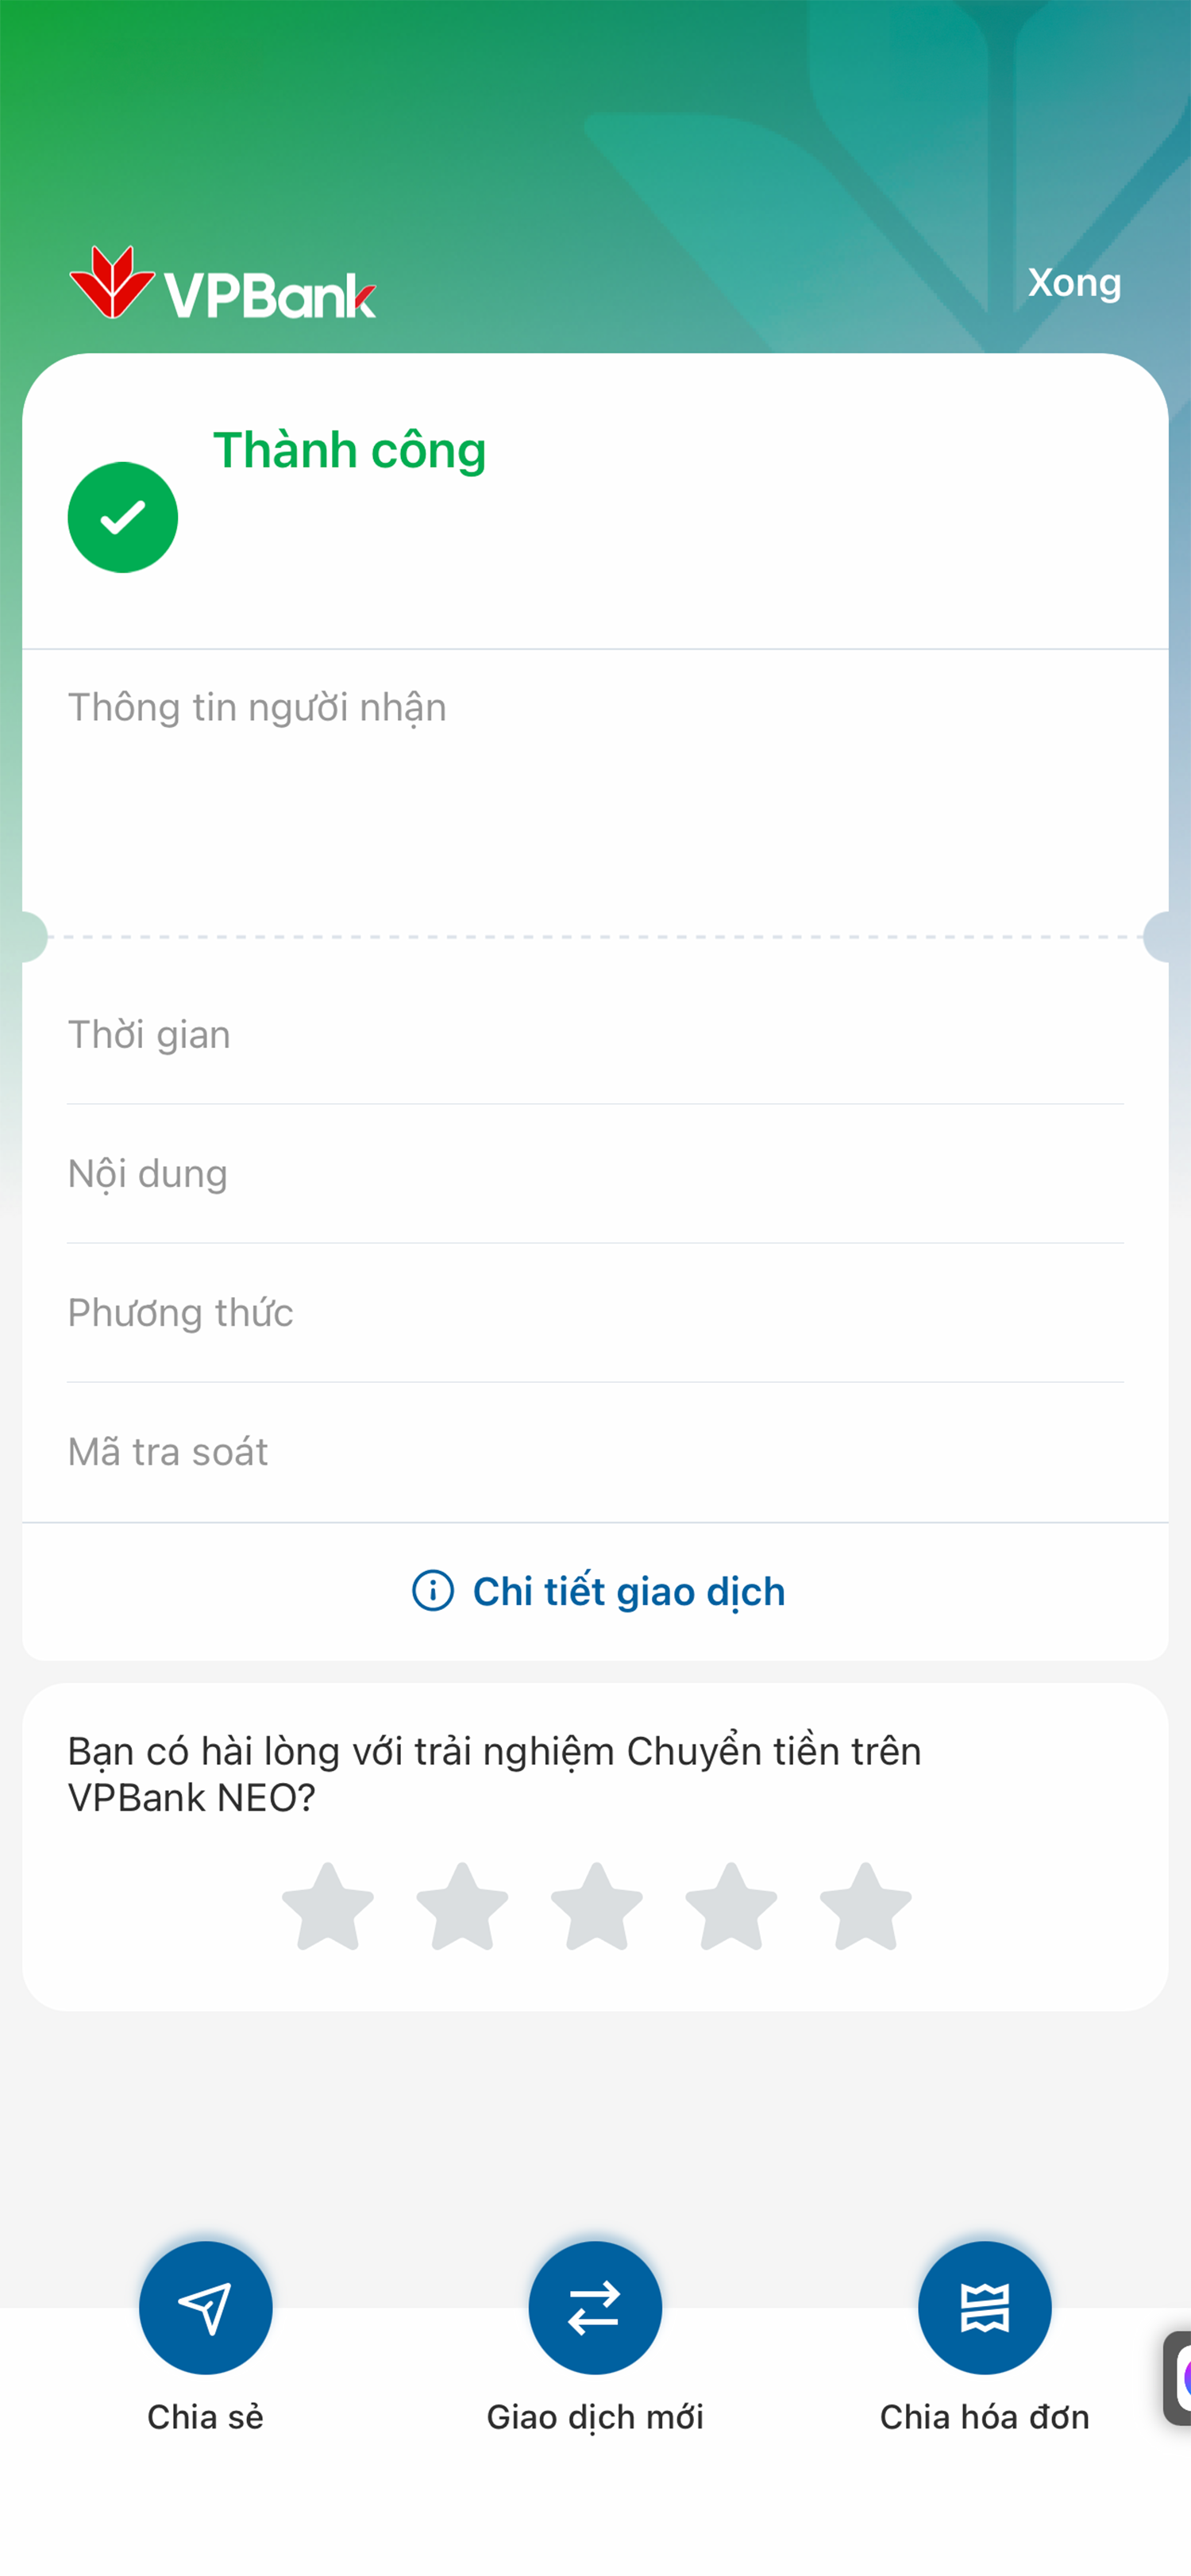 VPBank
Xong
Thành công
Thông tin người nhận
Thời gian
Nội dung
Phương thức
Mã tra soát
Chi tiết giao dịch
Bạn có hài lòng với trải nghiệm Chuyển tiền trên
VPBank NEO?
Chia sẻ
Giao dịch mới
Chia hóa đơn